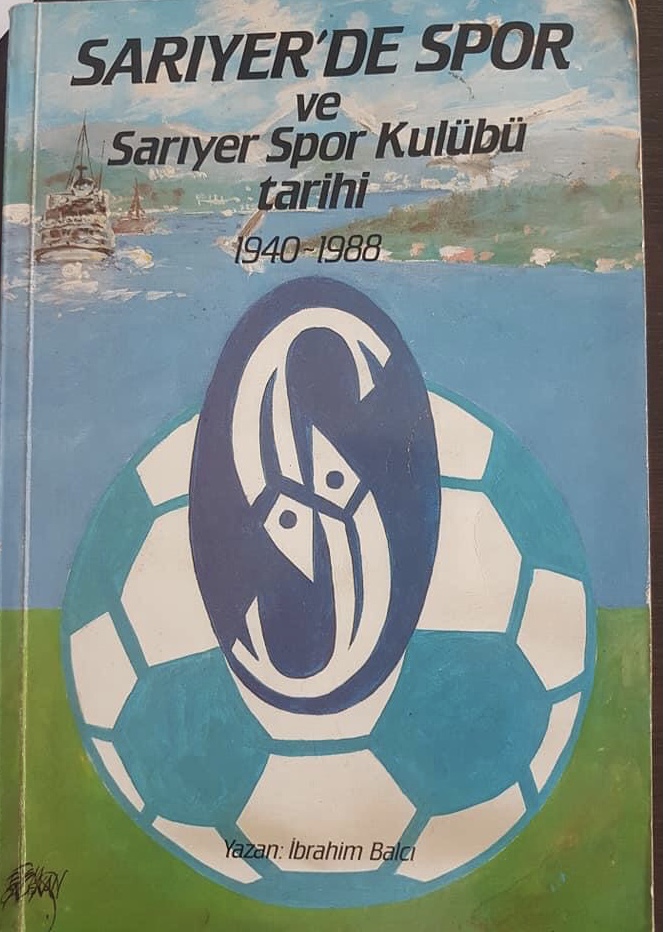 SARIYER'DE SPOR
ve
Sarıyer Spor Kulübü
tarihi
1940~1988
Yazan: İbrahim Balcı